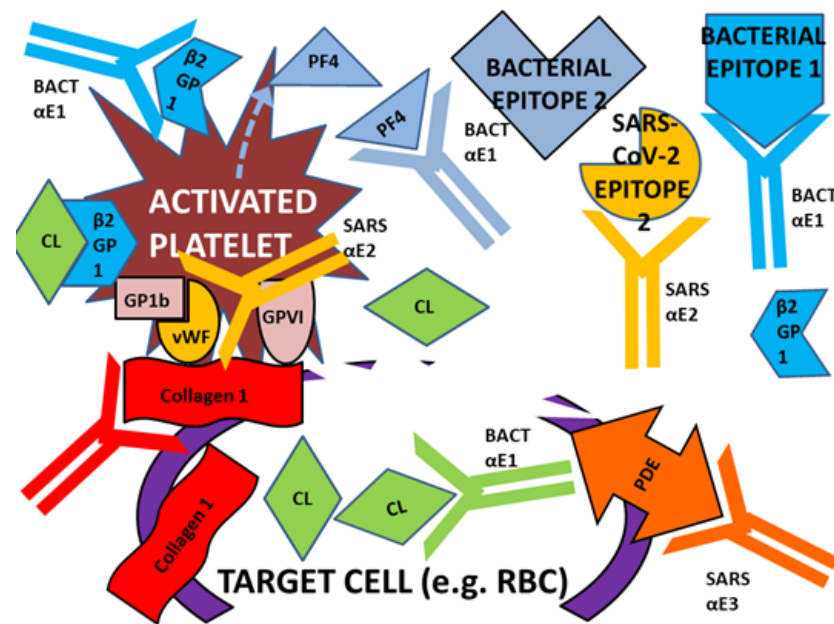 BACT
αE1
β2
GP
1
PF4
PF4
BACT
αE1
BACTERIAL
EPITOPE 2
BACTERIAL
EPITOPE 1
SARS-
CoV-2
EPITOPE
2
BACT
αE1
ACTIVATED
PLATELET
SARS
αE2
CL
β2
GP
1
GP1b
vWF
GPVI
CL
SARS
αE2
β2
GP
1
Collagen 1
BACT
αE1
CL
CL
PDE
Collagen 1
TARGET CELL (e.g. RBC)
SARS
αE3